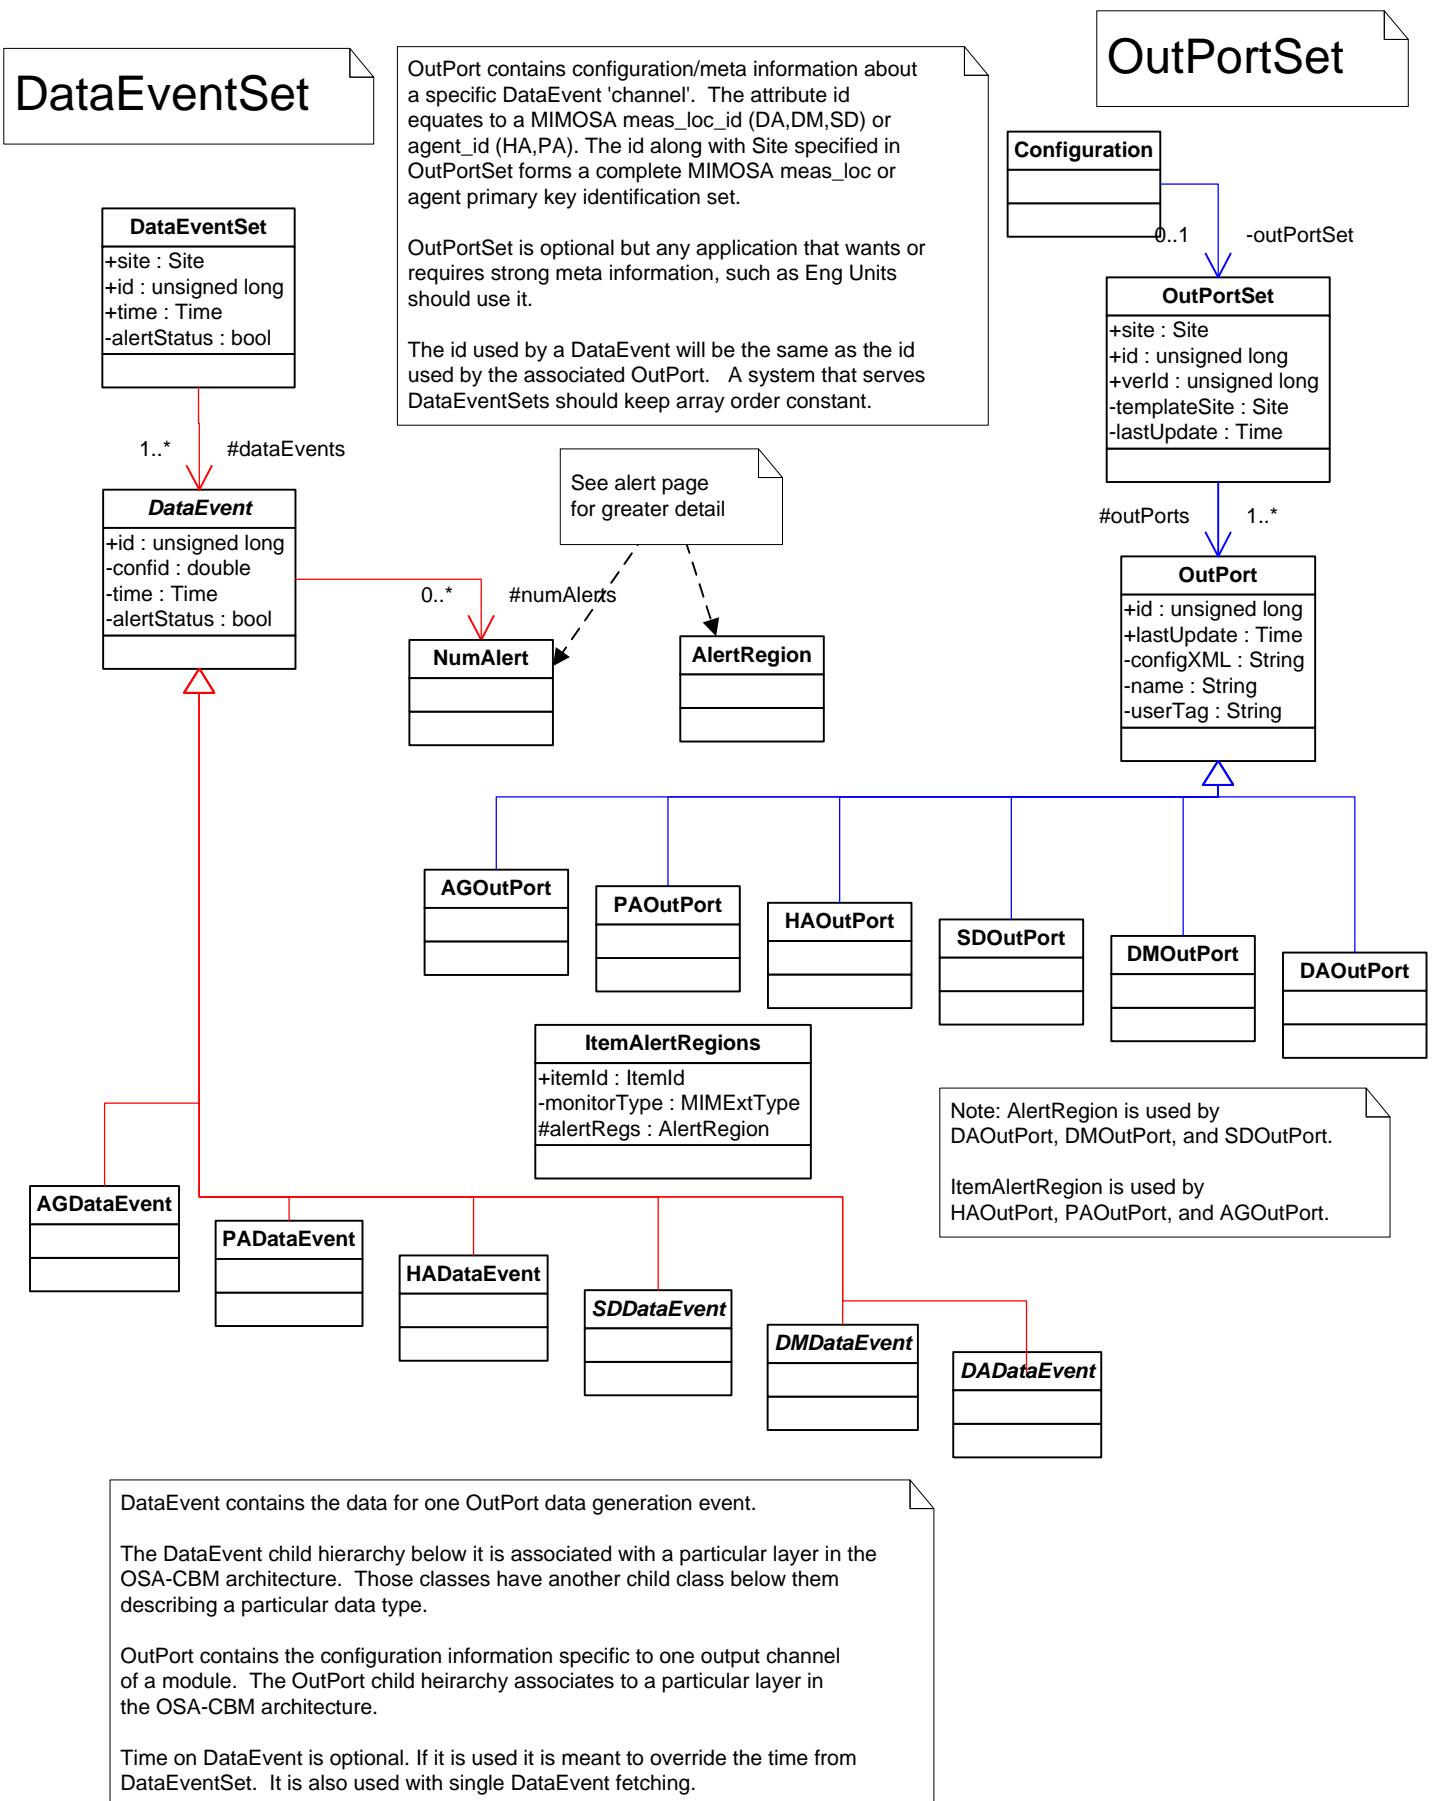 DataEventSet
OutPort contains configuration/meta information about
a specific DataEvent 'channel'.  The attribute id
equates to a MIMOSA meas_loc_id (DA,DM,SD) or
agent_id (HA,PA). The id along with Site specified in
OutPortSet forms a complete MIMOSA meas_loc or
agent primary key identification set.
OutPortSet is optional but any application that wants or
requires strong meta information, such as Eng Units
should use it.
The id used by a DataEvent will be the same as the id
used by the associated OutPort.   A system that serves
DataEventSets should keep array order constant.
OutPortSet
Configuration
0..1
-outPortSet
DataEventSet
+site : Site
+id : unsigned long
+time : Time
-alertStatus : bool
OutPortSet
+site : Site
+id : unsigned long
+verId : unsigned long
-templateSite : Site
-lastUpdate : Time
1..*
#dataEvents
See alert page
for greater detail
#outPorts
1..*
DataEvent
+id : unsigned long
-confid : double
-time : Time
-alertStatus : bool
0..*
#numAlerts
NumAlert
AlertRegion
OutPort
+id : unsigned long
+lastUpdate : Time
-configXML : String
-name : String
-userTag : String
AGOutPort
PAOutPort
HAOutPort
SDOutPort
DMOutPort
DAOutPort
ItemAlertRegions
+itemId : ItemId
-monitorType : MIMExtType
#alertRegs : AlertRegion
Note: AlertRegion is used by
DAOutPort, DMOutPort, and SDOutPort.
ItemAlertRegion is used by
HAOutPort, PAOutPort, and AGOutPort.
AGDataEvent
PADataEvent
HADataEvent
SDDataEvent
DMDataEvent
DADataEvent
DataEvent contains the data for one OutPort data generation event.
The DataEvent child hierarchy below it is associated with a particular layer in the
OSA-CBM architecture.  Those classes have another child class below them
describing a particular data type.
OutPort contains the configuration information specific to one output channel
of a module.  The OutPort child heirarchy associates to a particular layer in
the OSA-CBM architecture.
Time on DataEvent is optional. If it is used it is meant to override the time from
DataEventSet.  It is also used with single DataEvent fetching.